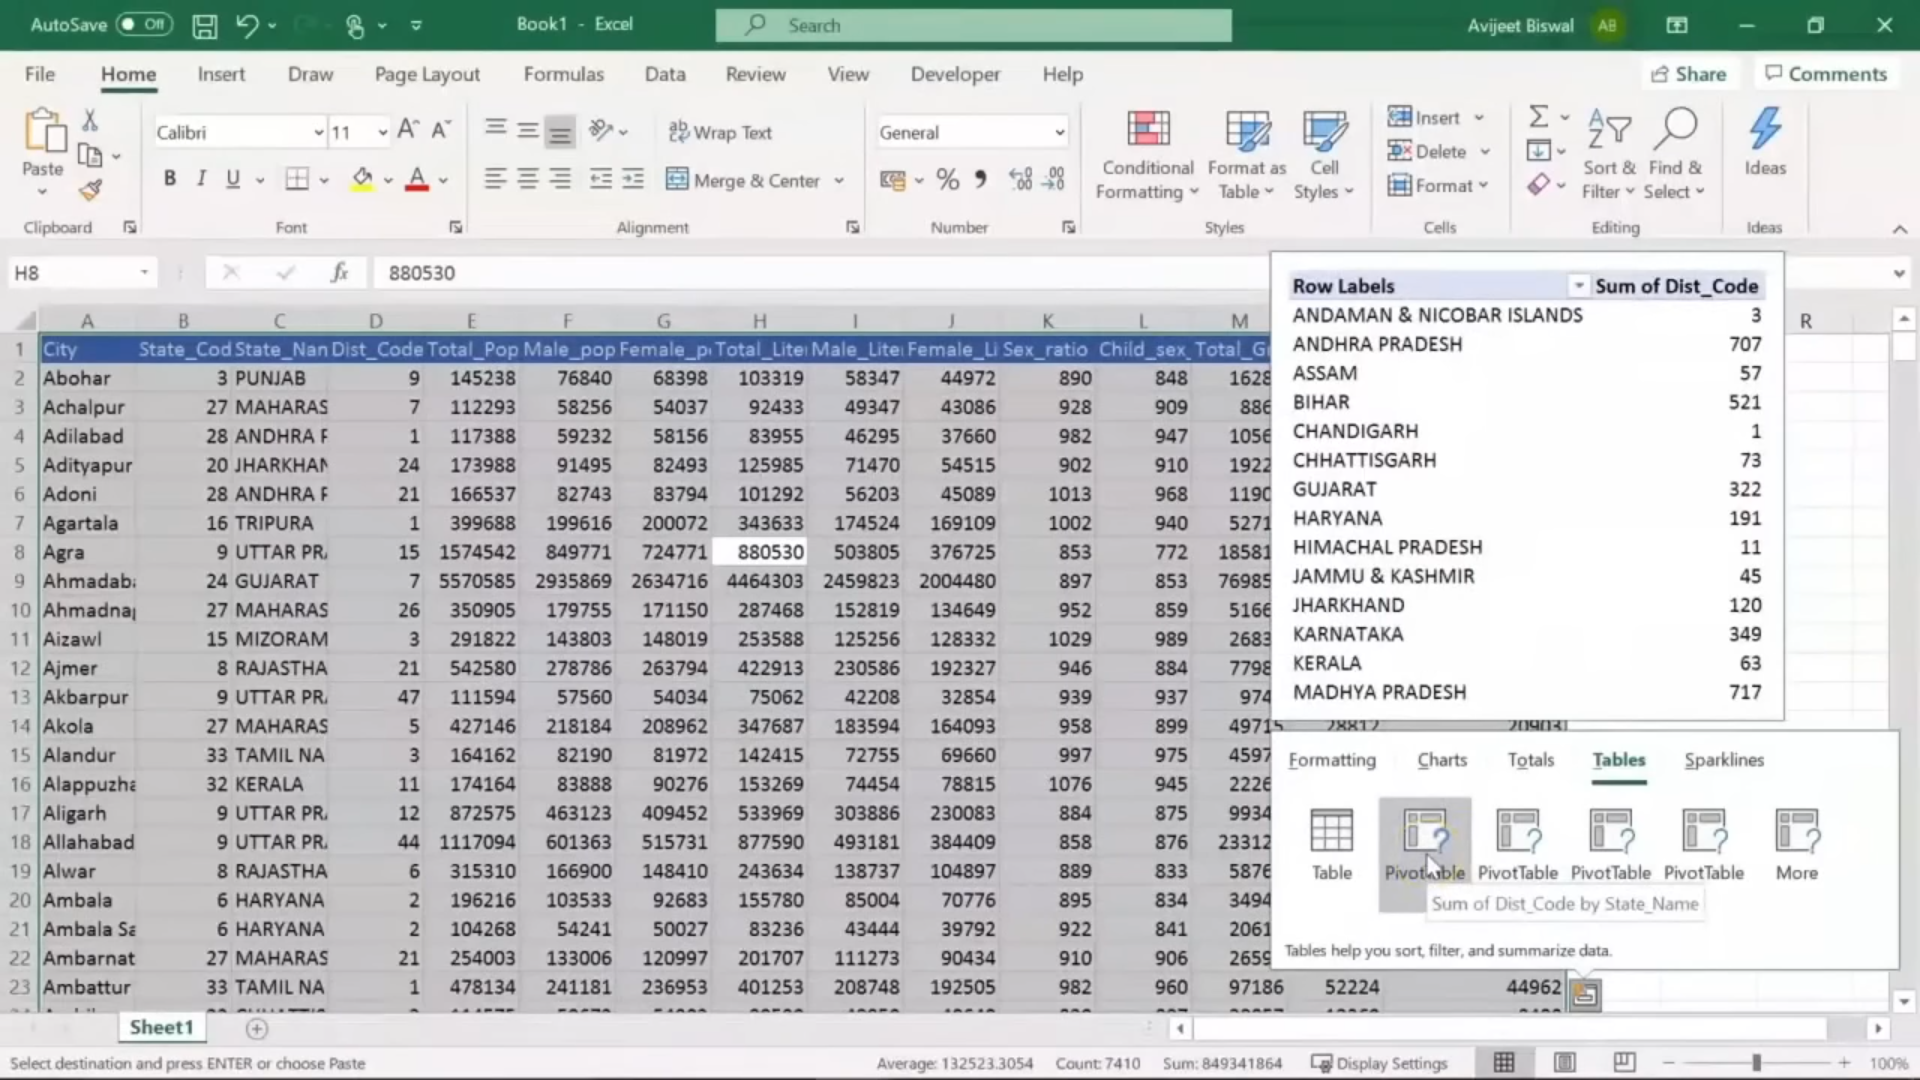 AutoSave Off Book1 - Excel Search Avijeet Biswal AB
File Home Insert Draw Page Layout Formulas Data Review View Developer Help Share Comments
Paste Calibri 11 Wrap Text General Conditional Formatting Format as Table Cell Styles Insert Delete Format Sort & Filter Find & Select Ideas
B I U A Merge & Center % 9
Clipboard Font Alignment Number Styles Cells Editing Ideas
H8 fx 880530
A B C D E F G H I J K L M R
1 City State_Cod State_Nan Dist_Code Total_Pop Male_pop Female_p Total_Lite Male_Lite Female_Li Sex_ratio Child_sex_ Total_G
2 Abohar 3 PUNJAB 9 145238 76840 68398 103319 58347 44972 890 848 1628
3 Achalpur 27 MAHARAS 7 112293 58256 54037 92433 49347 43086 928 909 886
4 Adilabad 28 ANDHRA P 1 117388 59232 58156 83955 46295 37660 982 947 1056
5 Adityapur 20 JHARKHAN 24 173988 91495 82493 125985 71470 54515 902 910 1922
6 Adoni 28 ANDHRA P 21 166537 82743 83794 101292 56203 45089 1013 968 1190
7 Agartala 16 TRIPURA 1 399688 199616 200072 343633 174524 169109 1002 940 5271
8 Agra 9 UTTAR PR 15 1574542 849771 724771 880530 503805 376725 853 772 18581
9 Ahmadab 24 GUJARAT 7 5570585 2935869 2634716 4464303 2459823 2004480 897 853 76985
10 Ahmadnag 27 MAHARAS 26 350905 179755 171150 287468 152819 134649 952 859 5166
11 Aizawl 15 MIZORAM 3 291822 143803 148019 253588 125256 128332 1029 989 2683
12 Ajmer 8 RAJASTHA 21 542580 278786 263794 422913 230586 192327 946 884 7798
13 Akbarpur 9 UTTAR PR 47 111594 57560 54034 75062 42208 32854 939 937 974
14 Akola 27 MAHARAS 5 427146 218184 208962 347687 183594 164093 958 899 49715 28812 20903
15 Alandur 33 TAMIL NA 3 164162 82190 81972 142415 72755 69660 997 975 4597
16 Alappuzha 32 KERALA 11 174164 83888 90276 153269 74454 78815 1076 945 2226
17 Aligarh 9 UTTAR PR 12 872575 463123 409452 533969 303886 230083 884 875 9934
18 Allahabad 9 UTTAR PR 44 1117094 601363 515731 877590 493181 384409 858 876 23312
19 Alwar 8 RAJASTHA 6 315310 166900 148410 243634 138737 104897 889 833 5876
20 Ambala 6 HARYANA 2 196216 103533 92683 155780 85004 70776 895 834 3494
21 Ambala Sa 6 HARYANA 2 104268 54241 50027 83236 43444 39792 922 841 2061
22 Ambarnat 27 MAHARAS 21 254003 133006 120997 201707 111273 90434 910 906 2659
23 Ambattur 33 TAMIL NA 1 478134 241181 236953 401253 208748 192505 982 960 97186 52224 44962
Row Labels Sum of Dist_Code
ANDAMAN & NICOBAR ISLANDS 3
ANDHRA PRADESH 707
ASSAM 57
BIHAR 521
CHANDIGARH 1
CHHATTISGARH 73
GUJARAT 322
HARYANA 191
HIMACHAL PRADESH 11
JAMMU & KASHMIR 45
JHARKHAND 120
KARNATAKA 349
KERALA 63
MADHYA PRADESH 717
Formatting Charts Totals Tables Sparklines
Table PivotTable PivotTable PivotTable PivotTable More
Sum of Dist_Code by State_Name
Tables help you sort, filter, and summarize data.
Sheet1
Select destination and press ENTER or choose Paste Average: 132523.3054 Count: 7410 Sum: 849341864 Display Settings 100%